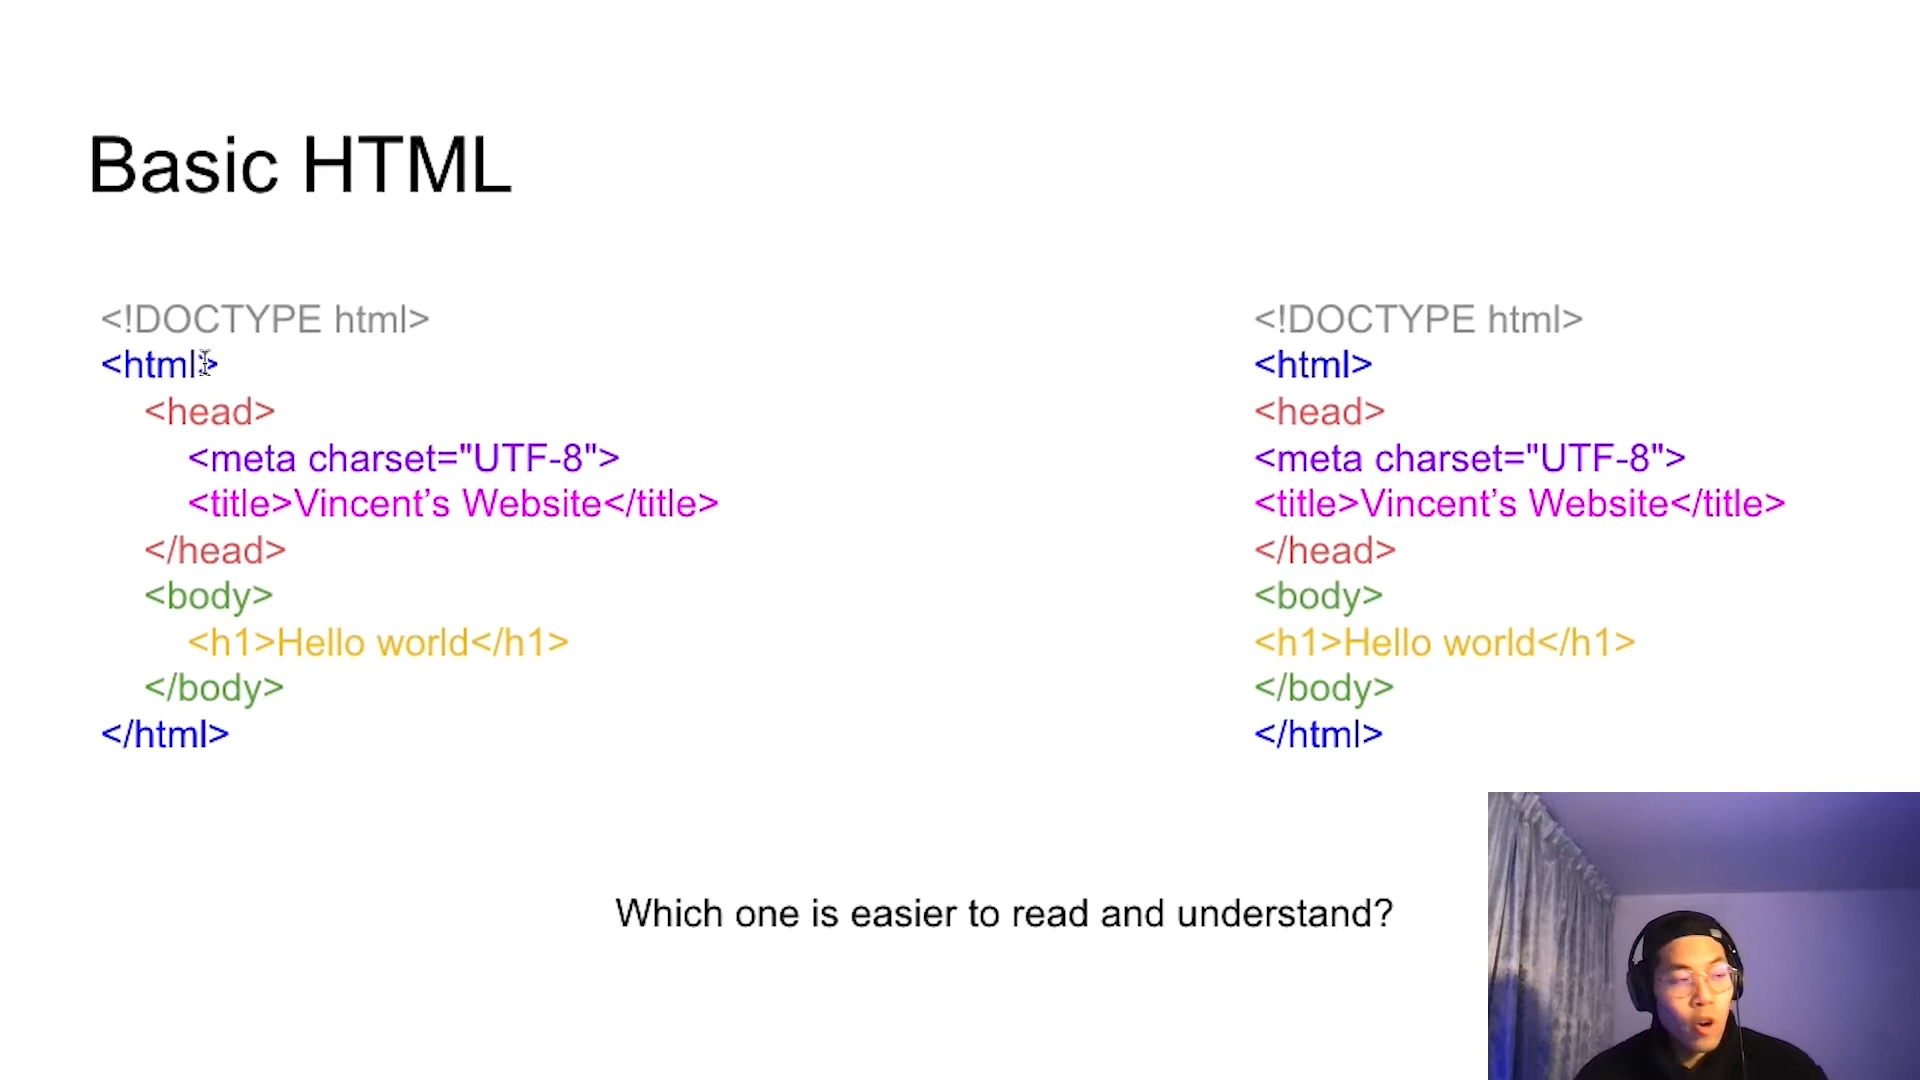 Basic HTML
<!DOCTYPE html>
<html>
<head>
<meta charset="UTF-8">
<title>Vincent’s Website</title>
</head>
<body>
<h1>Hello world</h1>
</body>
</html>
<!DOCTYPE html>
<html>
<head>
<meta charset="UTF-8">
<title>Vincent’s Website</title>
</head>
<body>
<h1>Hello world</h1>
</body>
</html>
Which one is easier to read and understand?